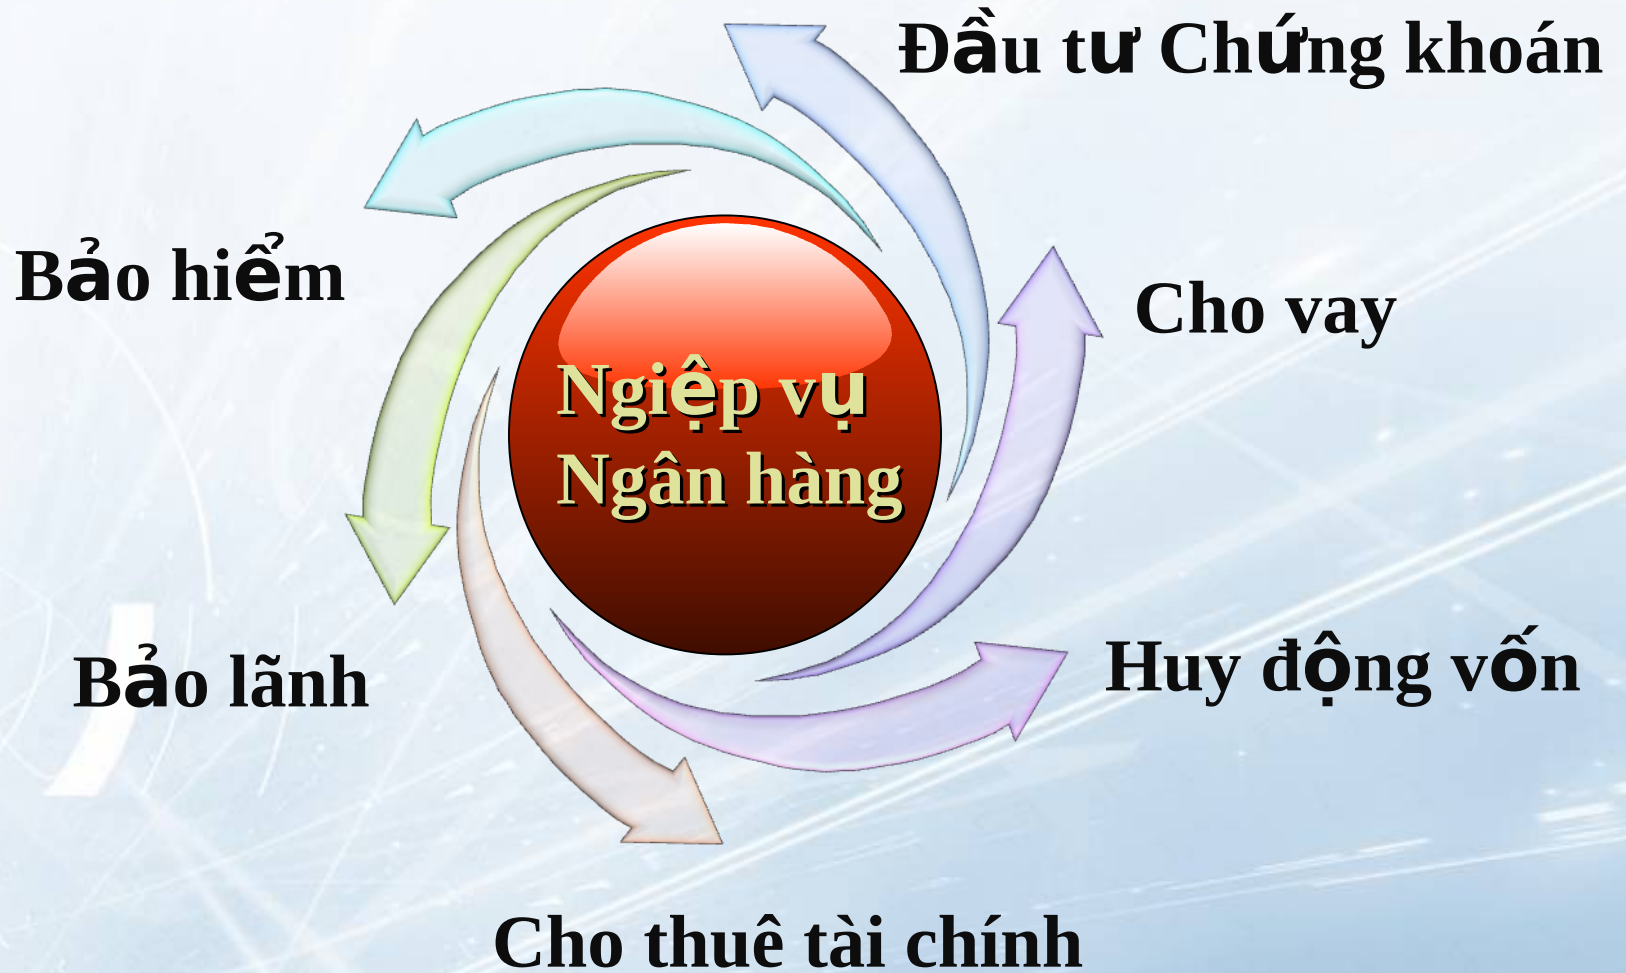 Đầu tư Chứng khoán
Bảo hiểm
Cho vay
Ngiệp vụ
Ngân hàng
Huy động vốn
Bảo lãnh
Cho thuê tài chính